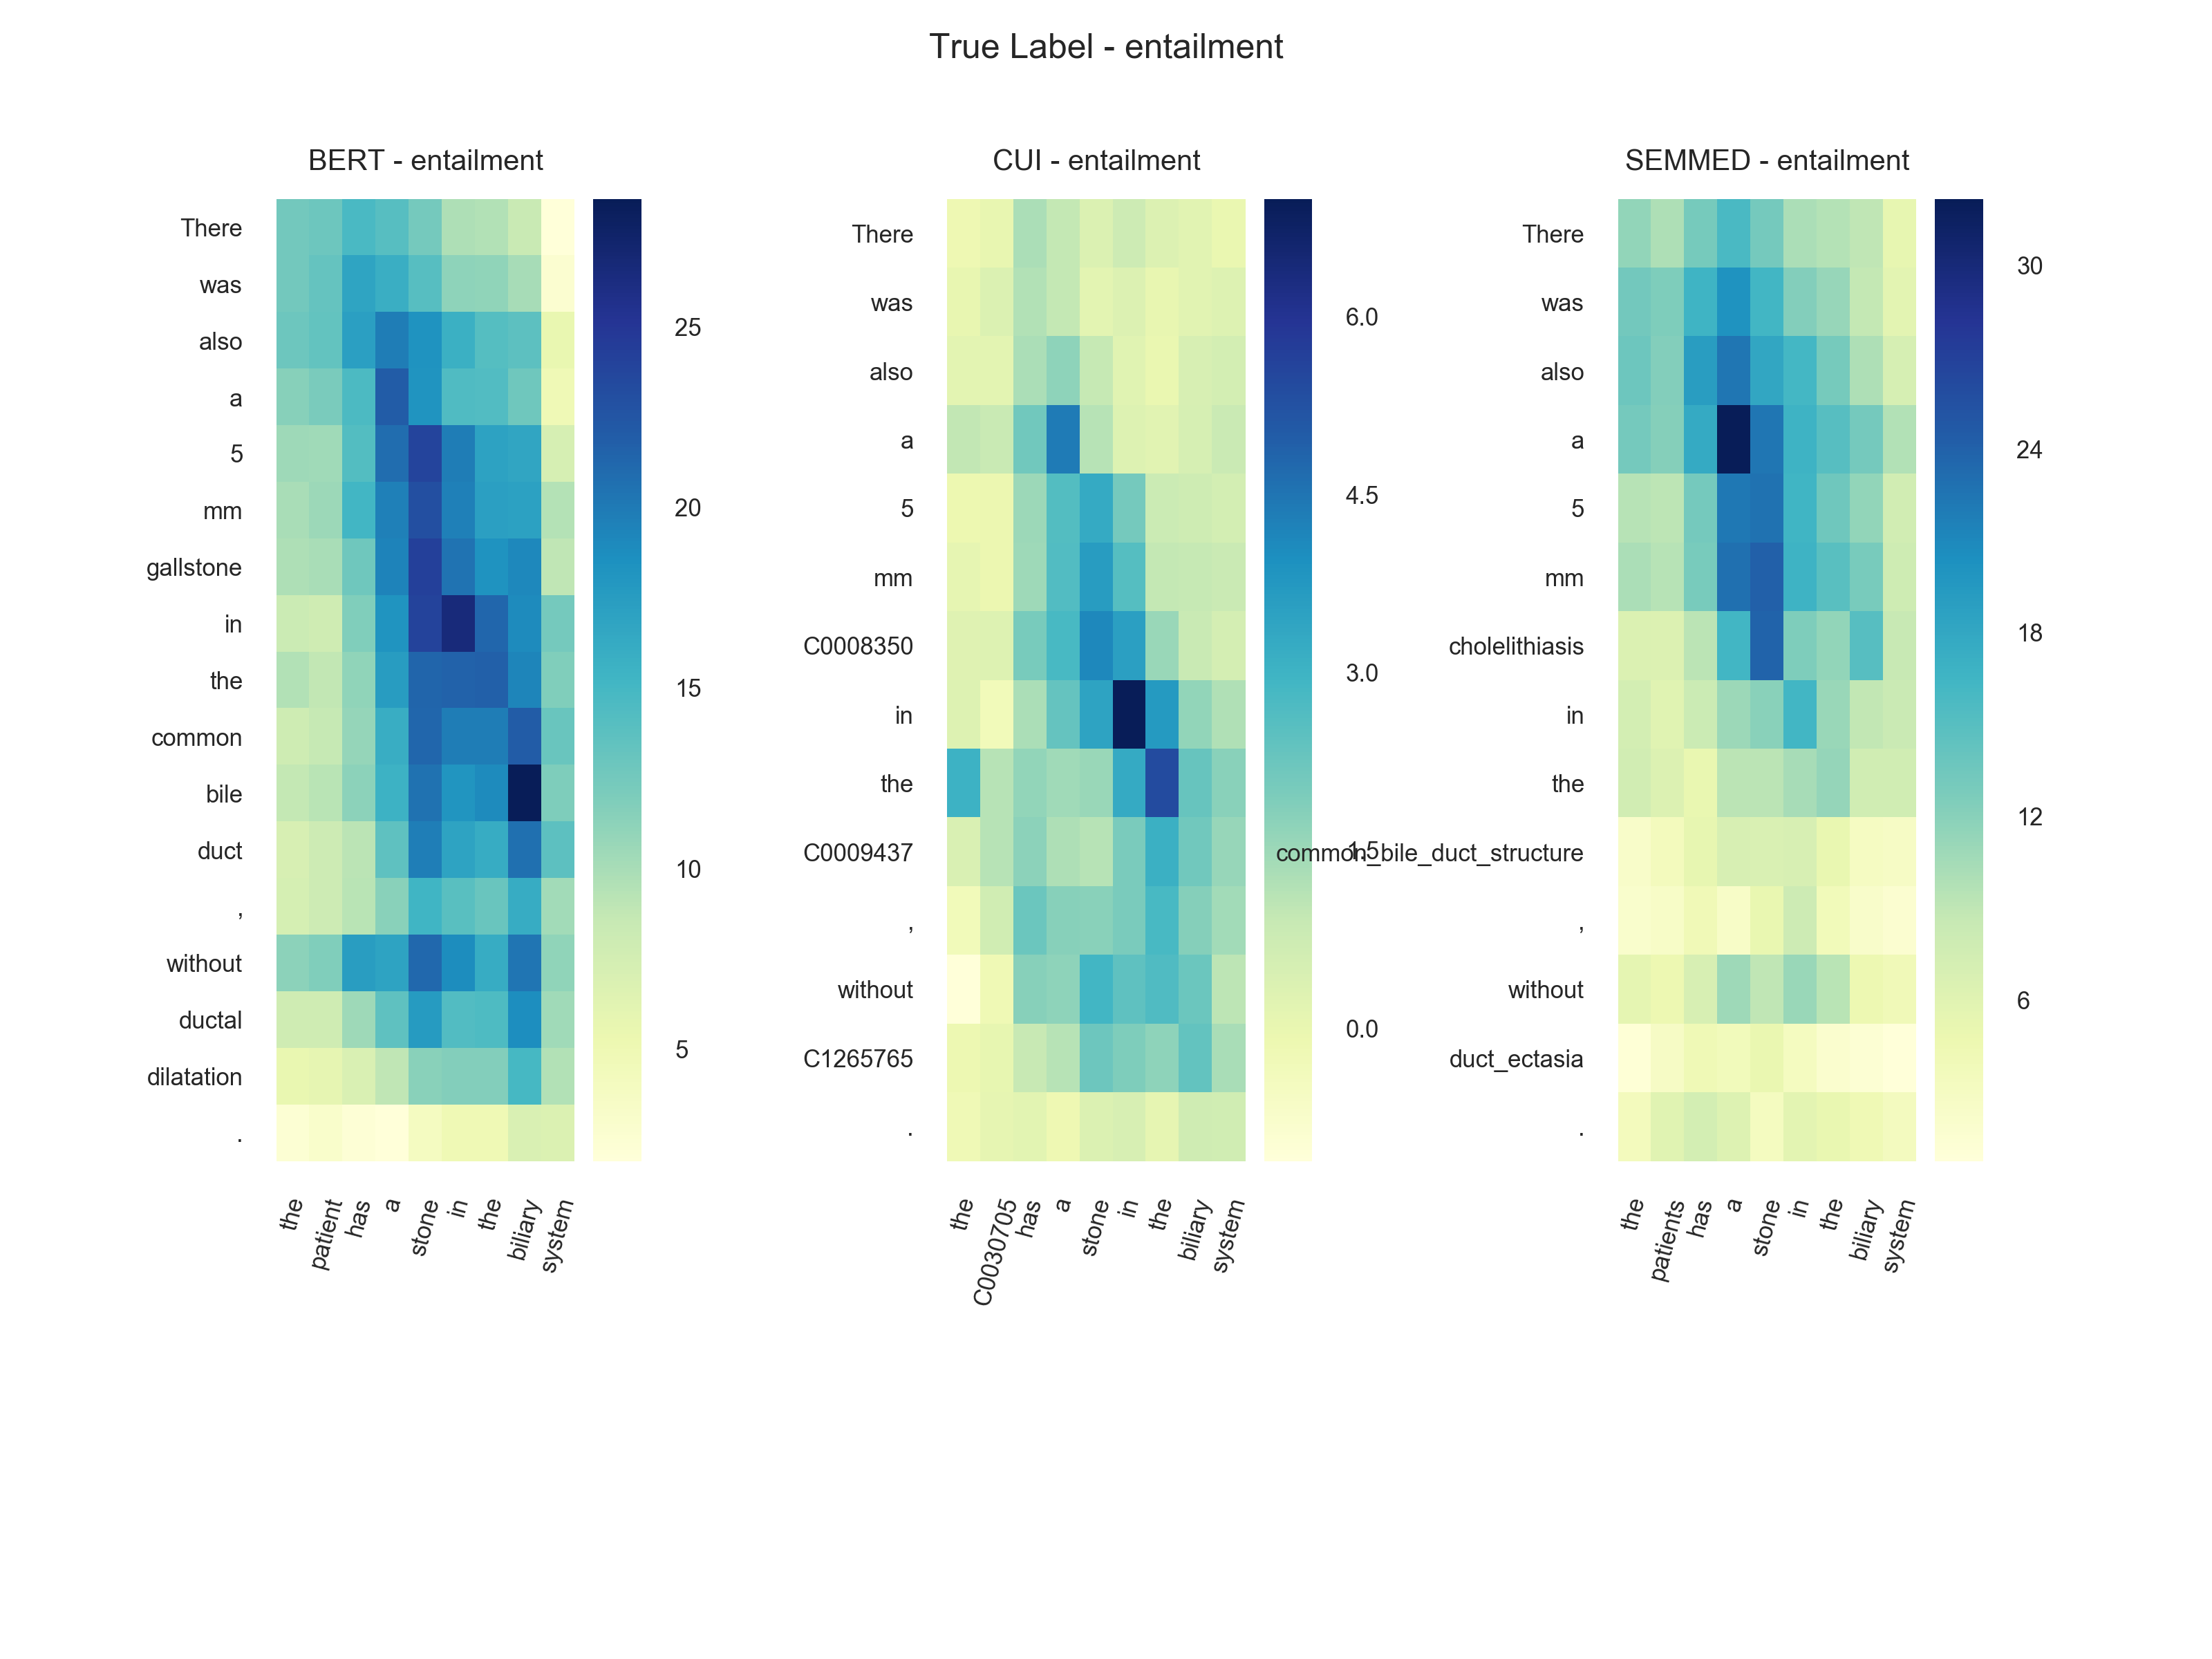 True Label - entailment
BERT - entailment
There
was
also
a
5
mm
gallstone
in
the
common
bile
duct
,
without
ductal
dilatation
.
the
patient
has
a
stone
in
the
biliary
system
25
20
15
10
5
CUI - entailment
There
was
also
a
5
mm
C0008350
in
the
C0009437
,
without
C1265765
.
the
C0030705
has
a
stone
in
the
biliary
system
6.0
4.5
3.0
1.5
0.0
SEMMED - entailment
There
was
also
a
5
mm
cholelithiasis
in
the
common_bile_duct_structure
,
without
duct_ectasia
.
the
patients
has
a
stone
in
the
biliary
system
30
24
18
12
6